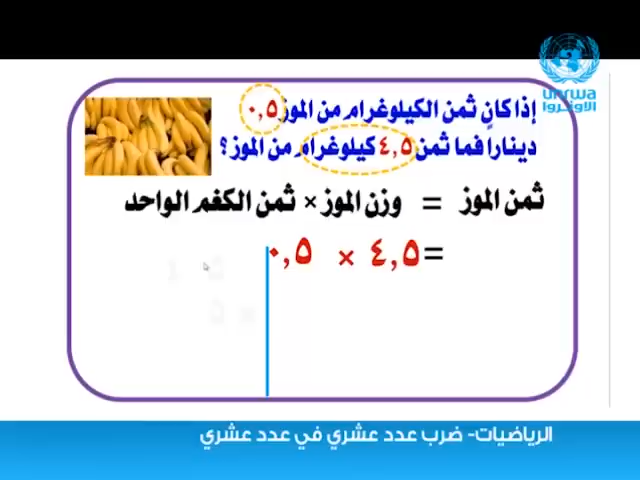 unrwa
الأونروا
إذا كان ثمن الكيلوغرام من الموز ٠,٥
دينارا فما ثمن ٤,٥ كيلوغرام من الموز ؟
ثمن الموز = وزن الموز × ثمن الكغم الواحد
= ٤,٥ × ٠,٥
الرياضيات- ضرب عدد عشري في عدد عشري